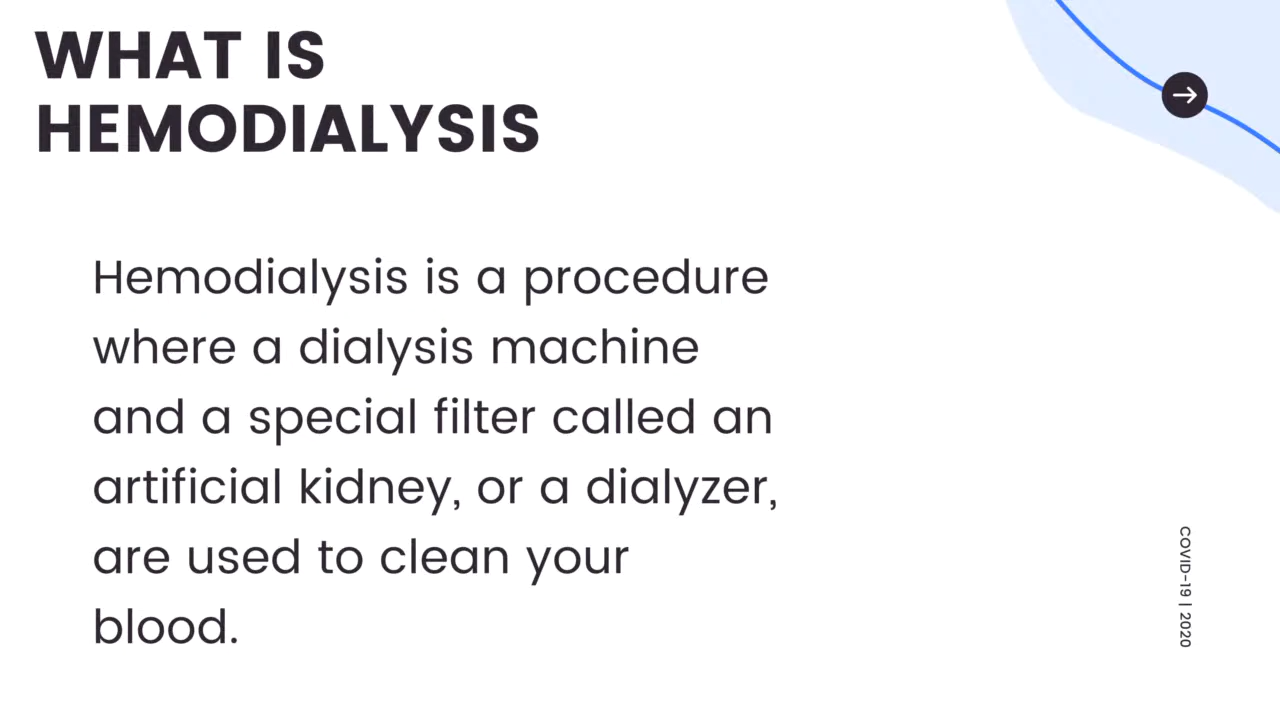 WHAT IS
HEMODIALYSIS
Hemodialysis is a procedure
where a dialysis machine
and a special filter called an
artificial kidney, or a dialyzer,
are used to clean your
blood.
COVID-19 | 2020